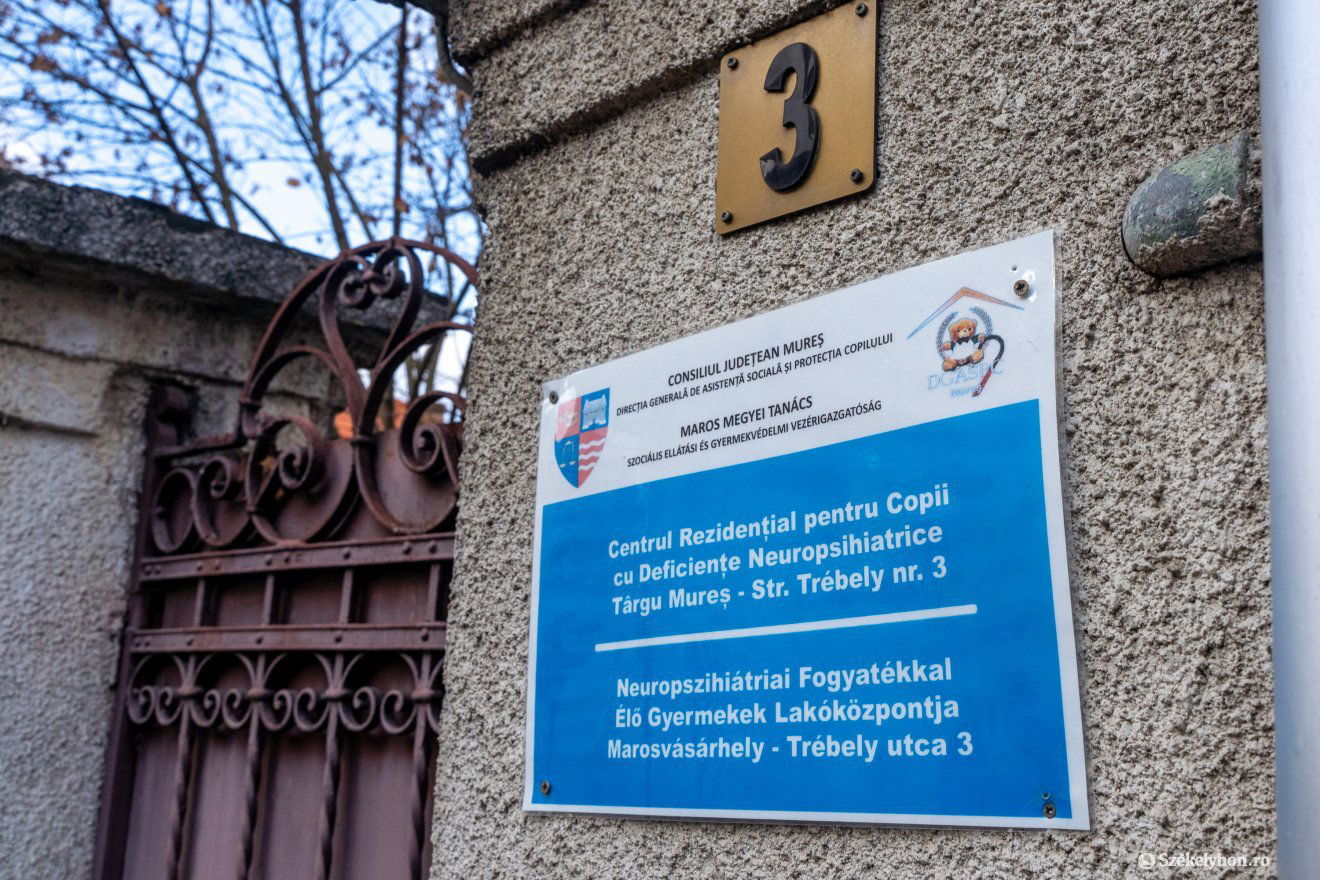 3
CONSILIUL JUDEȚEAN MUREȘ
DIRECȚIA GENERALĂ DE ASISTENȚĂ SOCIALĂ ȘI PROTECȚIA COPILULUI
MAROS MEGYEI TANÁCS
SZOCIÁLIS ELLÁTÁSI ÉS GYERMEKVÉDELMI VEZÉRIGAZGATÓSÁG
DGASPC
Centrul Rezidențial pentru Copii
cu Deficiențe Neuropsihiatrice
Târgu Mureș - Str. Trébely nr. 3
Neuropszihiátriai Fogyatékkal
Élő Gyermekek Lakóközpontja
Marosvásárhely - Trébely utca 3
Székelyhon.ro